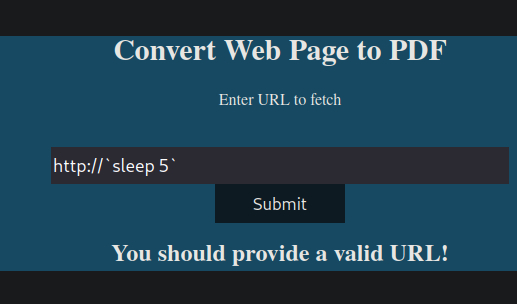 Convert Web Page to PDF
Enter URL to fetch
http://`sleep 5`
Submit
You should provide a valid URL!